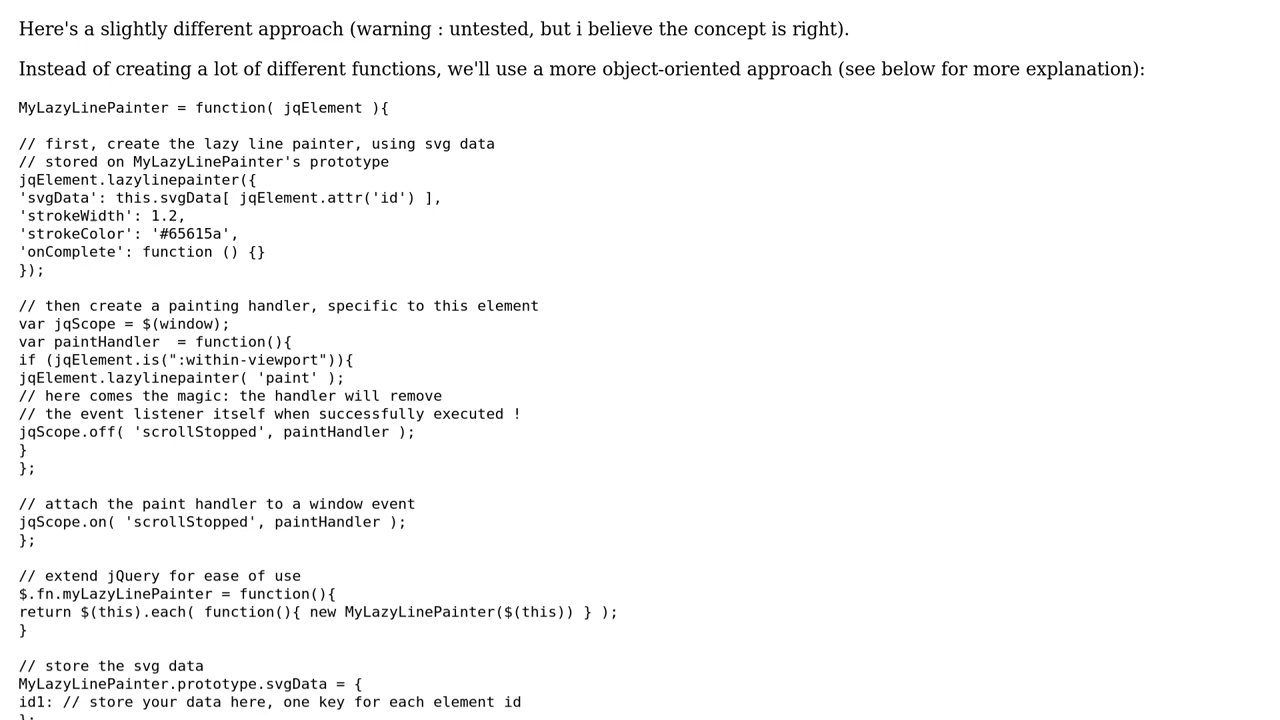 Here's a slightly different approach (warning : untested, but i believe the concept is right).
Instead of creating a lot of different functions, we'll use a more object-oriented approach (see below for more explanation):
MyLazyLinePainter = function( jqElement ){
// first, create the lazy line painter, using svg data
// stored on MyLazyLinePainter's prototype
jqElement.lazylinepainter({
'svgData': this.svgData[ jqElement.attr('id') ],
'strokeWidth': 1.2,
'strokeColor': '#65615a',
'onComplete': function () {}
});
// then create a painting handler, specific to this element
var jqScope = $(window);
var paintHandler  = function(){
if (jqElement.is(":within-viewport")){
jqElement.lazylinepainter( 'paint' );
// here comes the magic: the handler will remove
// the event listener itself when successfully executed !
jqScope.off( 'scrollStopped', paintHandler );
}
};
// attach the paint handler to a window event
jqScope.on( 'scrollStopped', paintHandler );
};
// extend jQuery for ease of use
$.fn.myLazyLinePainter = function(){
return $(this).each( function(){ new MyLazyLinePainter($(this)) } );
}
// store the svg data
MyLazyLinePainter.prototype.svgData = {
id1: // store your data here, one key for each element id
};